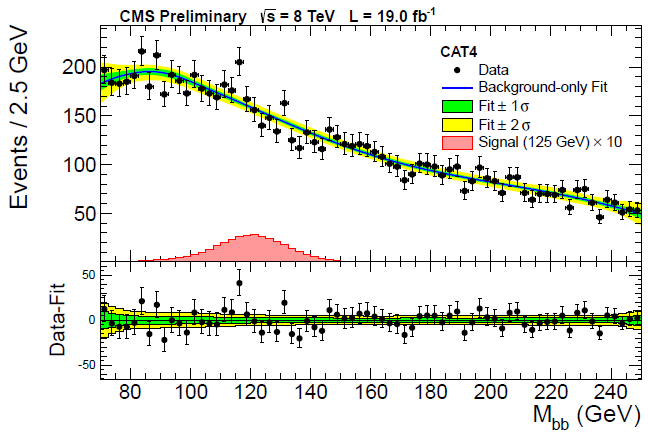 CMS Preliminary √s = 8 TeV L = 19.0 fb⁻¹
Events / 2.5 GeV
200
150
100
50
CAT4
Data
Background-only Fit
Fit ± 1 σ
Fit ± 2 σ
Signal (125 GeV) × 10
Data-Fit
50
0
-50
80 100 120 140 160 180 200 220 240
M_bb (GeV)